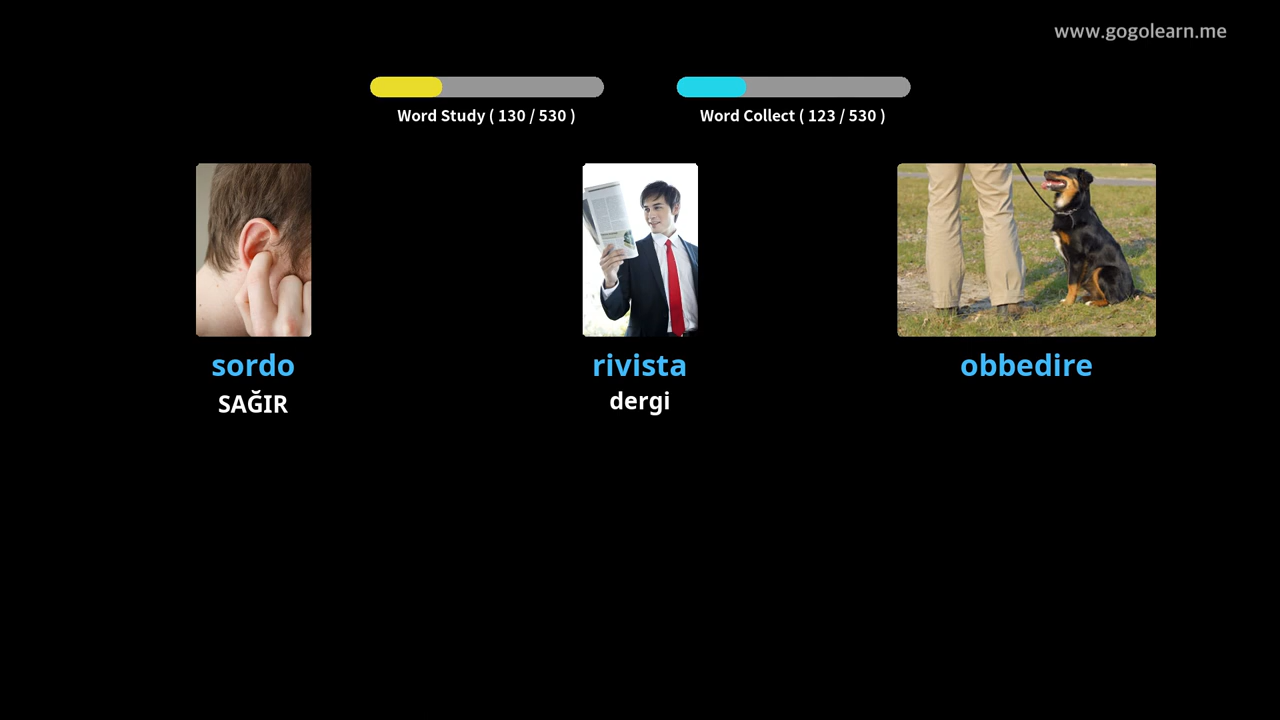 www.gogolearn.me
Word Study ( 130 / 530 )
Word Collect ( 123 / 530 )
sordo
rivista
obbedire
SAĞIR
dergi